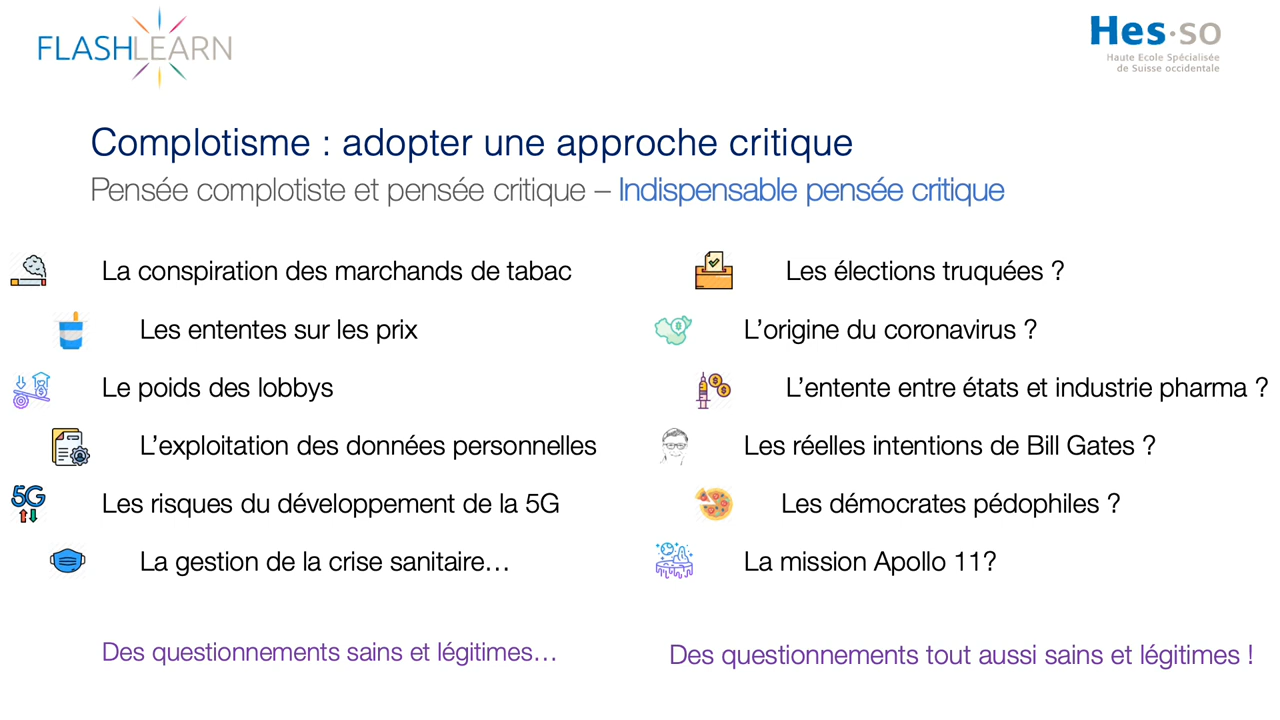 FLASHLEARN
Hes·so
Haute Ecole Spécialisée
de Suisse occidentale
Complotisme : adopter une approche critique
Pensée complotiste et pensée critique – Indispensable pensée critique
La conspiration des marchands de tabac
Les ententes sur les prix
Le poids des lobbys
L’exploitation des données personnelles
5G
Les risques du développement de la 5G
La gestion de la crise sanitaire…
Des questionnements sains et légitimes…
Les élections truquées ?
L’origine du coronavirus ?
L’entente entre états et industrie pharma ?
Les réelles intentions de Bill Gates ?
Les démocrates pédophiles ?
La mission Apollo 11?
Des questionnements tout aussi sains et légitimes !